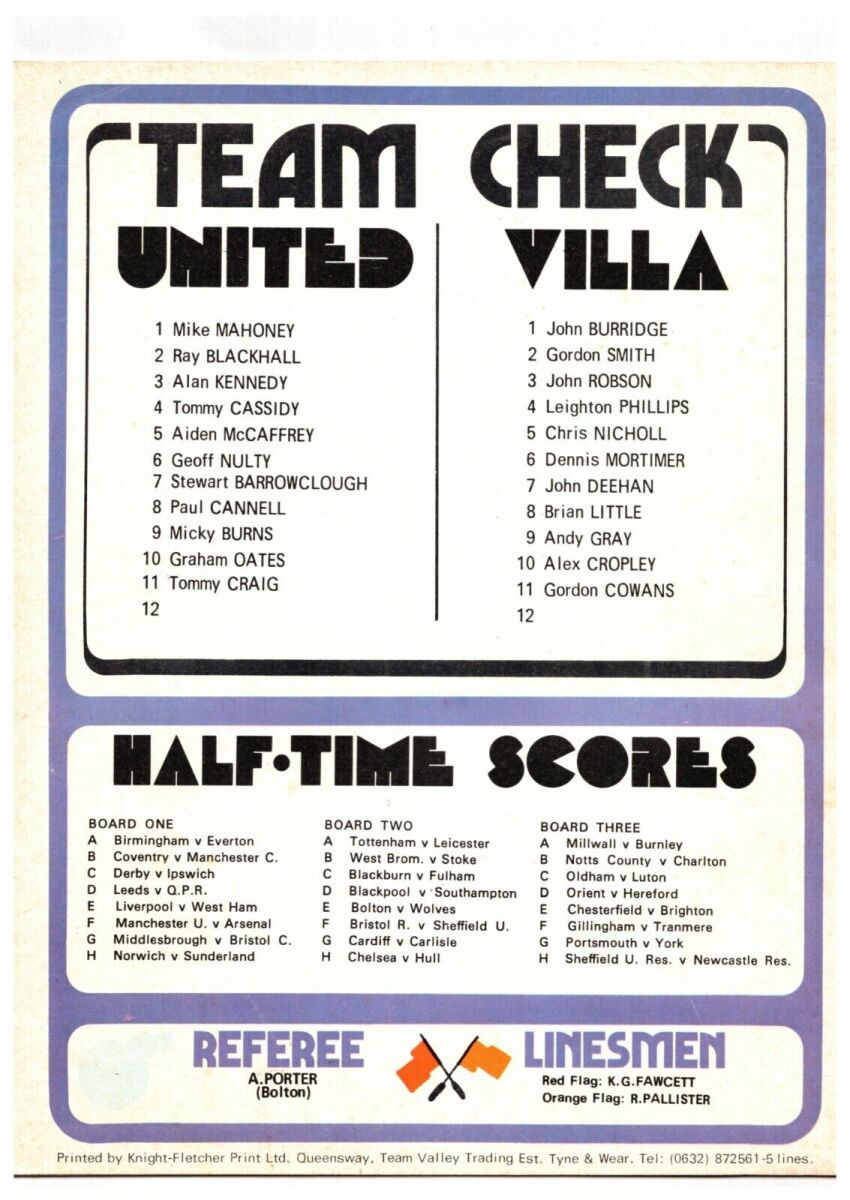 TEAM CHECK
UNITED
1 Mike MAHONEY
2 Ray BLACKHALL
3 Alan KENNEDY
4 Tommy CASSIDY
5 Aiden McCAFFREY
6 Geoff NULTY
7 Stewart BARROWCLOUGH
8 Paul CANNELL
9 Micky BURNS
10 Graham OATES
11 Tommy CRAIG
12
VILLA
1 John BURRIDGE
2 Gordon SMITH
3 John ROBSON
4 Leighton PHILLIPS
5 Chris NICHOLL
6 Dennis MORTIMER
7 John DEEHAN
8 Brian LITTLE
9 Andy GRAY
10 Alex CROPLEY
11 Gordon COWANS
12
HALF·TIME SCORES
BOARD ONE
A Birmingham v Everton
B Coventry v Manchester C.
C Derby v Ipswich
D Leeds v Q.P.R.
E Liverpool v West Ham
F Manchester U. v Arsenal
G Middlesbrough v Bristol C.
H Norwich v Sunderland
BOARD TWO
A Tottenham v Leicester
B West Brom. v Stoke
C Blackburn v Fulham
D Blackpool v Southampton
E Bolton v Wolves
F Bristol R. v Sheffield U.
G Cardiff v Carlisle
H Chelsea v Hull
BOARD THREE
A Millwall v Burnley
B Notts County v Charlton
C Oldham v Luton
D Orient v Hereford
E Chesterfield v Brighton
F Gillingham v Tranmere
G Portsmouth v York
H Sheffield U. Res. v Newcastle Res.
REFEREE
A.PORTER
(Bolton)
LINESMEN
Red Flag: K.G.FAWCETT
Orange Flag: R.PALLISTER
Printed by Knight-Fletcher Print Ltd. Queensway, Team Valley Trading Est. Tyne & Wear. Tel: (0632) 872561-5 lines.